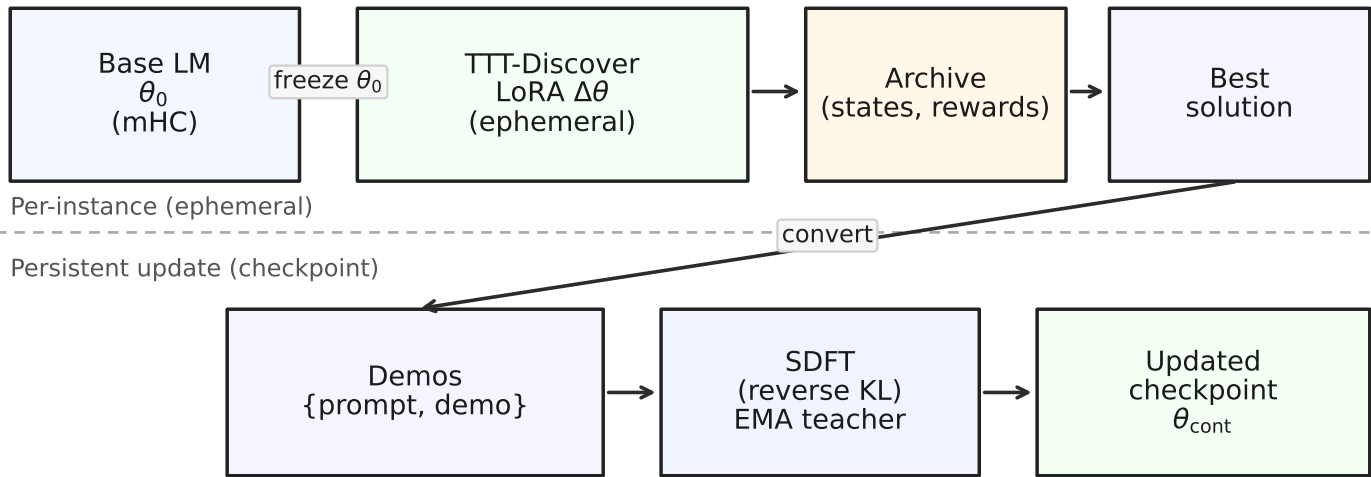 Base LM
θ0
(mHC)
freeze θ0
TTT-Discover
LoRA Δθ
(ephemeral)
Archive
(states, rewards)
Best
solution
Per-instance (ephemeral)
convert
Persistent update (checkpoint)
Demos
{prompt, demo}
SDFT
(reverse KL)
EMA teacher
Updated
checkpoint
θcont